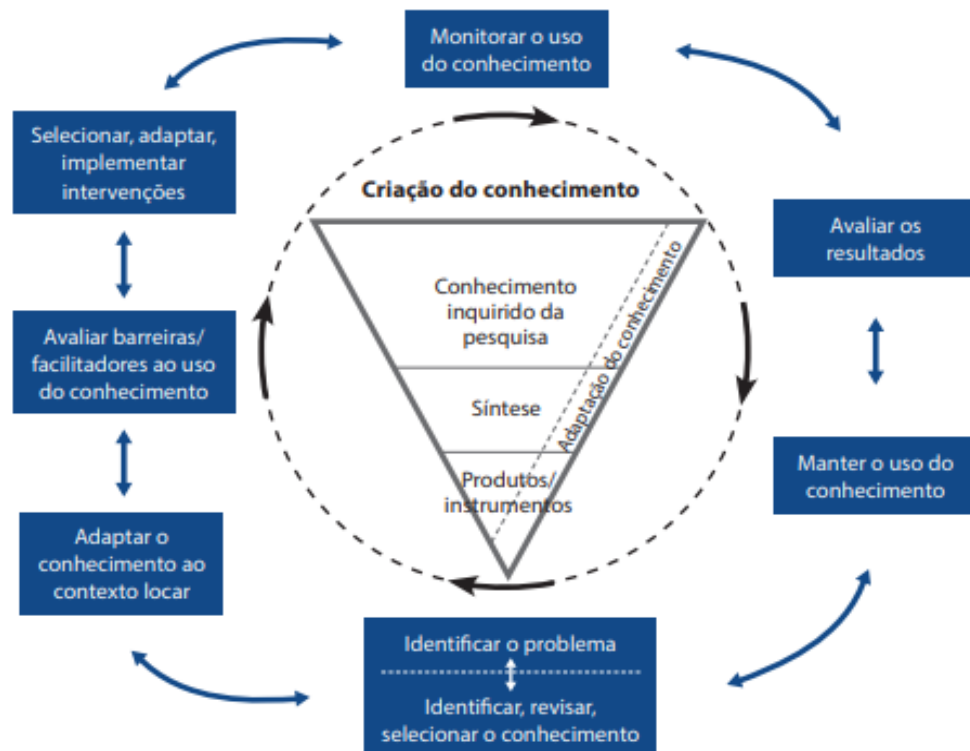 Monitorar o uso
do conhecimento
Selecionar, adaptar,
implementar
intervenções
Criação do conhecimento
Avaliar os
resultados
Conhecimento
inquirido da
pesquisa
Adaptação do conhecimento
Avaliar barreiras/
facilitadores ao uso
do conhecimento
Síntese
Manter o uso do
conhecimento
Produtos/
instrumentos
Adaptar o
conhecimento ao
contexto locar
Identificar o problema
Identificar, revisar,
selecionar o conhecimento